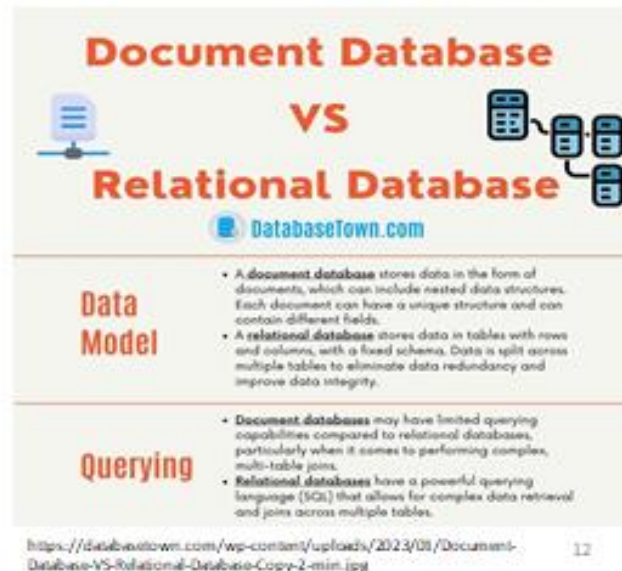 Document Database
VS
Relational Database
DatabaseTown.com
Data
Model
• A document database stores data in the form of
documents, which can include nested data structures.
Each document can have a unique structure and can
contain different fields.
• A relational database stores data in tables with rows
and columns, with a fixed schema. Data is split across
multiple tables to eliminate data redundancy and
improve data integrity.
Querying
• Document databases may have limited querying
capabilities compared to relational databases,
particularly when it comes to performing complex,
multi-table joins.
• Relational databases have a powerful querying
language (SQL) that allows for complex data retrieval
and joins across multiple tables.
https://databasetown.com/wp-content/uploads/2023/01/Document-
Database-VS-Relational-Database-Copy-2-min.jpg
12